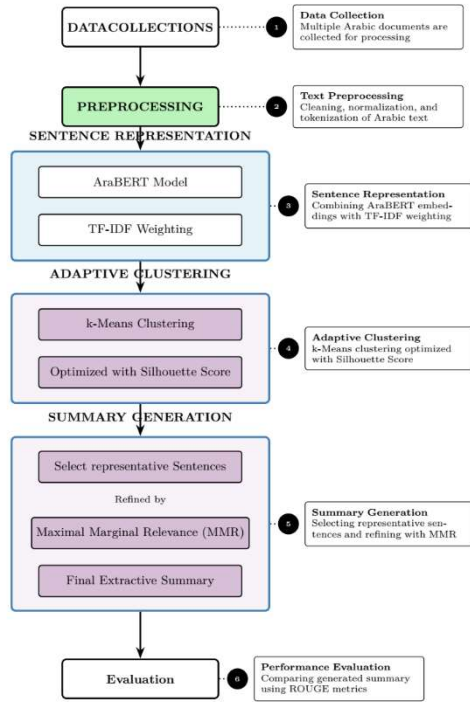 DATACOLLECTIONS
1
Data Collection
Multiple Arabic documents are
collected for processing
PREPROCESSING
2
Text Preprocessing
Cleaning, normalization, and
tokenization of Arabic text
SENTENCE REPRESENTATION
AraBERT Model
TF-IDF Weighting
3
Sentence Representation
Combining AraBERT embed-
dings with TF-IDF weighting
ADAPTIVE CLUSTERING
k-Means Clustering
Optimized with Silhouette Score
4
Adaptive Clustering
k-Means clustering optimized
with Silhouette Score
SUMMARY GENERATION
Select representative Sentences
Refined by
Maximal Marginal Relevance (MMR)
Final Extractive Summary
5
Summary Generation
Selecting representative sen-
tences and refining with MMR
Evaluation
6
Performance Evaluation
Comparing generated summary
using ROUGE metrics